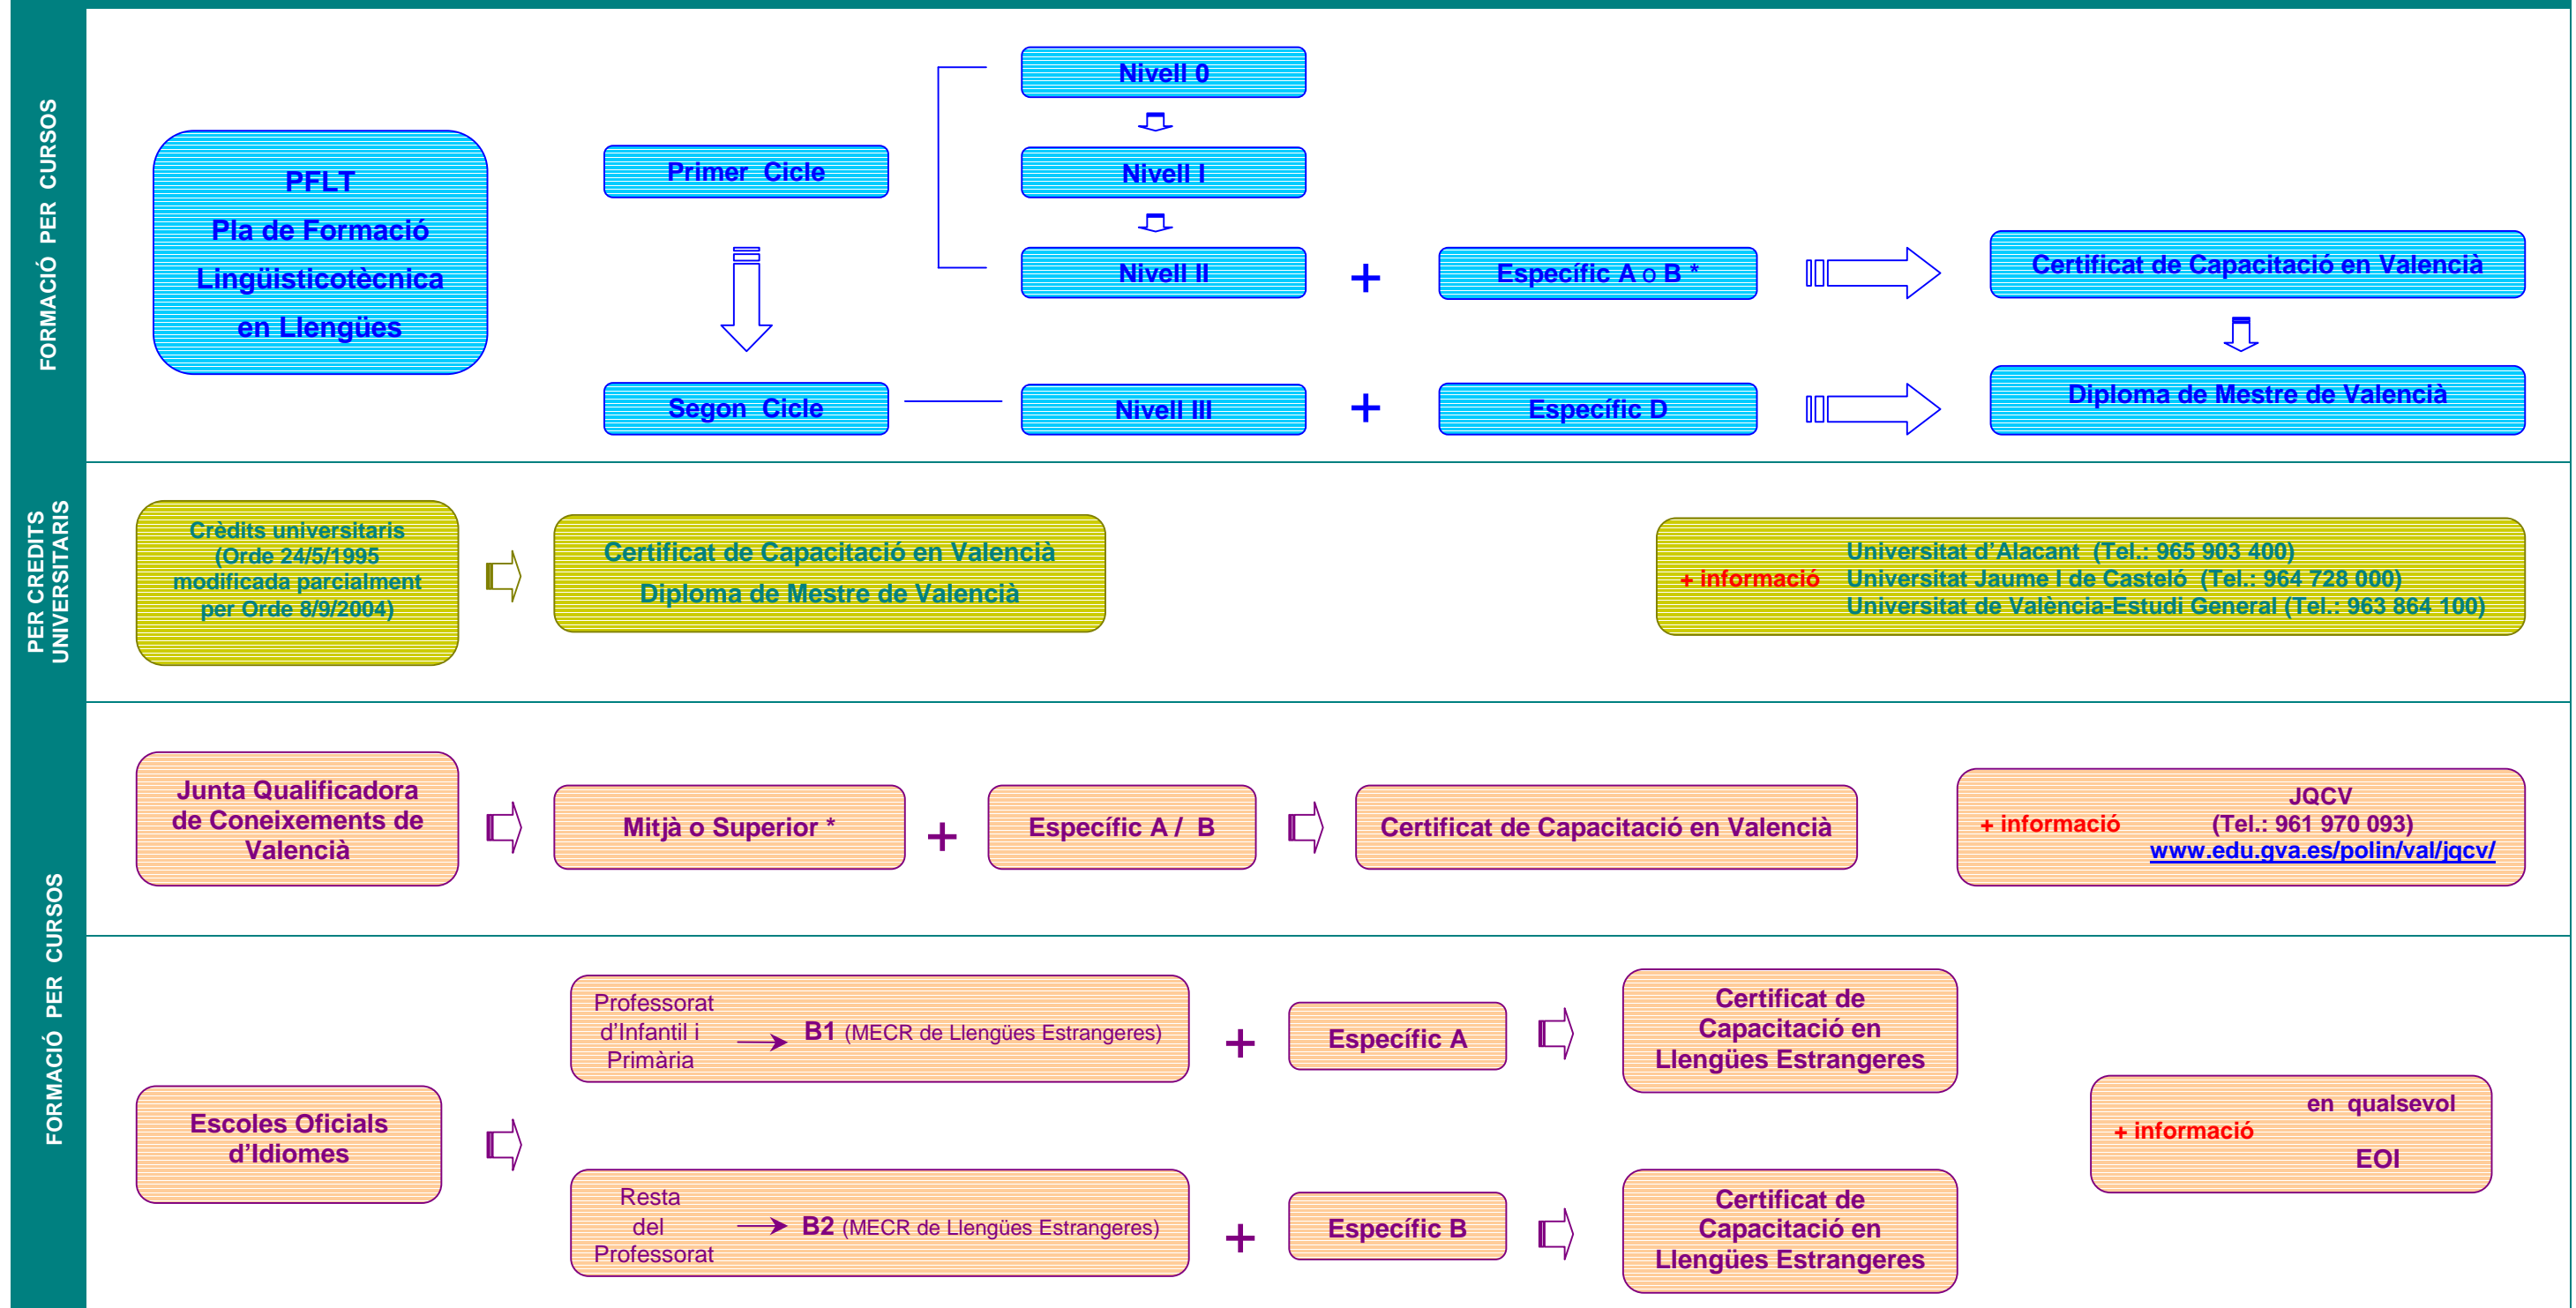 FORMACIÓ PER CURSOS
PFLT
Pla de Formació
Lingüisticotècnica
en Llengües
Primer Cicle
Nivell 0
Nivell I
Nivell II
+
Específic A o B *
Certificat de Capacitació en Valencià
Segon Cicle
Nivell III
+
Específic D
Diploma de Mestre de Valencià
PER CREDITS
UNIVERSITARIS
Crèdits universitaris
(Orde 24/5/1995
modificada parcialment
per Orde 8/9/2004)
Certificat de Capacitació en Valencià
Diploma de Mestre de Valencià
+ informació
Universitat d’Alacant (Tel.: 965 903 400)
Universitat Jaume I de Casteló (Tel.: 964 728 000)
Universitat de València-Estudi General (Tel.: 963 864 100)
FORMACIÓ PER CURSOS
Junta Qualificadora
de Coneixements de
Valencià
Mitjà o Superior *
+
Específic A / B
Certificat de Capacitació en Valencià
+ informació
JQCV
(Tel.: 961 970 093)
www.edu.gva.es/polin/val/jqcv/
Escoles Oficials
d’Idiomes
Professorat
d’Infantil i
Primària
B1 (MECR de Llengües Estrangeres)
+
Específic A
Certificat de
Capacitació en
Llengües Estrangeres
Resta
del
Professorat
B2 (MECR de Llengües Estrangeres)
+
Específic B
Certificat de
Capacitació en
Llengües Estrangeres
+ informació
en qualsevol
EOI